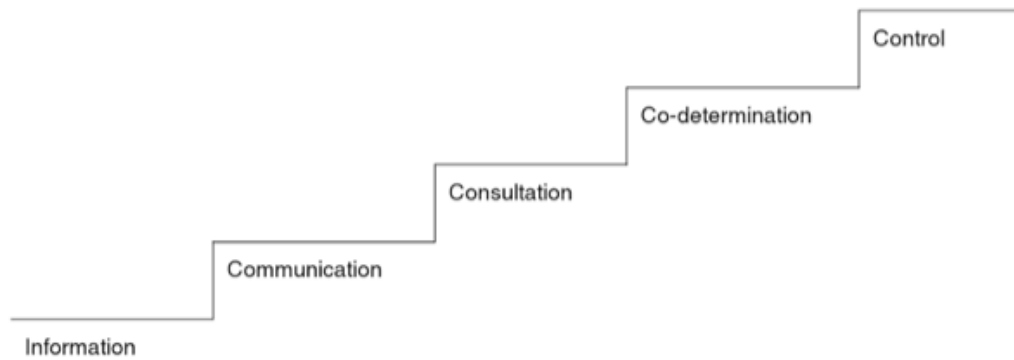 Control
Co-determination
Consultation
Communication
Information